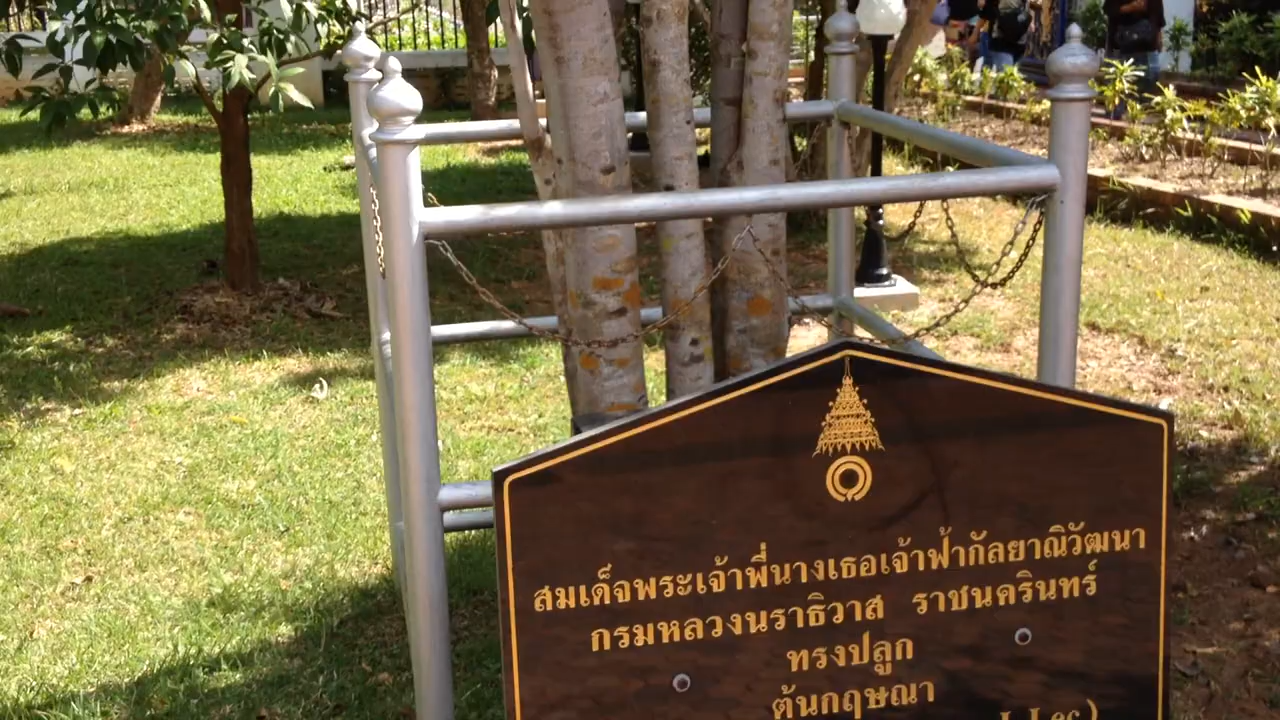 สมเด็จพระเจ้าพี่นางเธอเจ้าฟ้ากัลยาณิวัฒนา
กรมหลวงนราธิวาส ราชนครินทร์
ทรงปลูก
ต้นกฤษณา